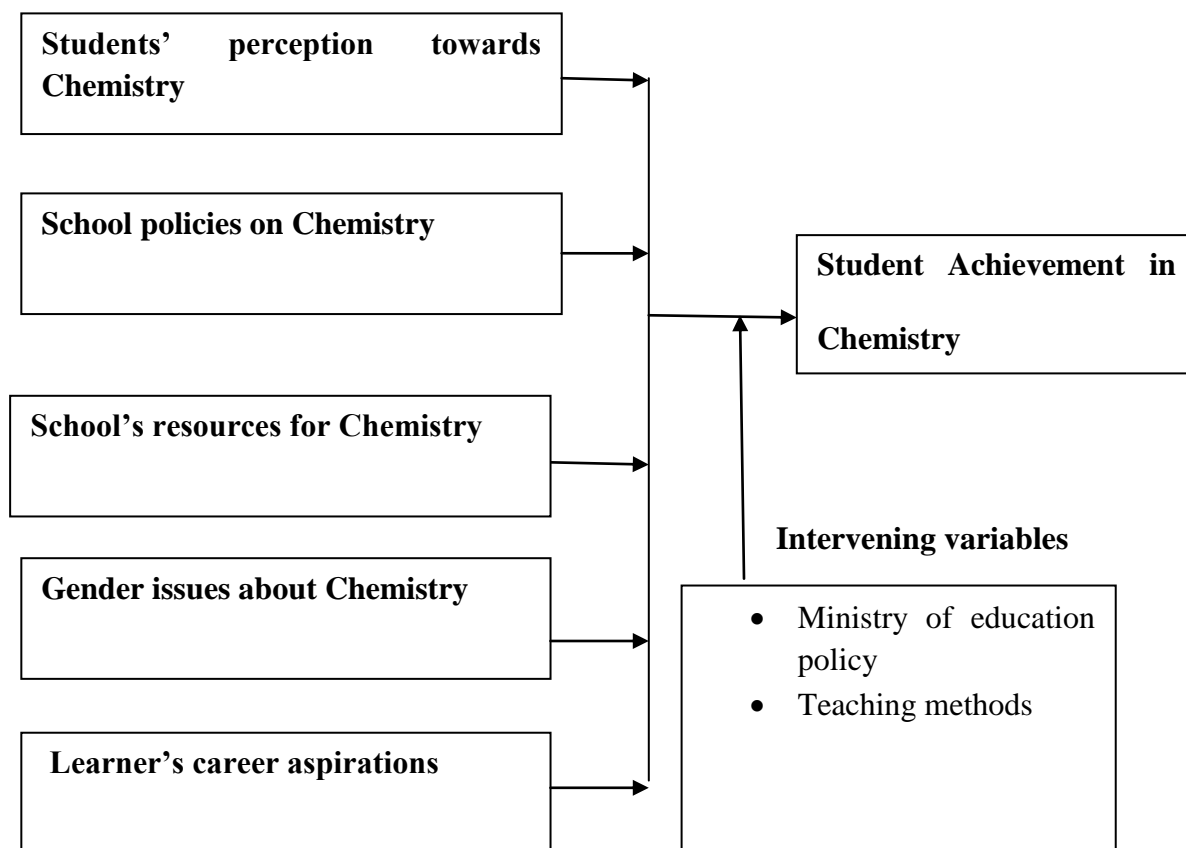 Students’ perception towards
Chemistry
School policies on Chemistry
Student Achievement in
Chemistry
School’s resources for Chemistry
Intervening variables
Gender issues about Chemistry
• Ministry of education
policy
• Teaching methods
Learner’s career aspirations